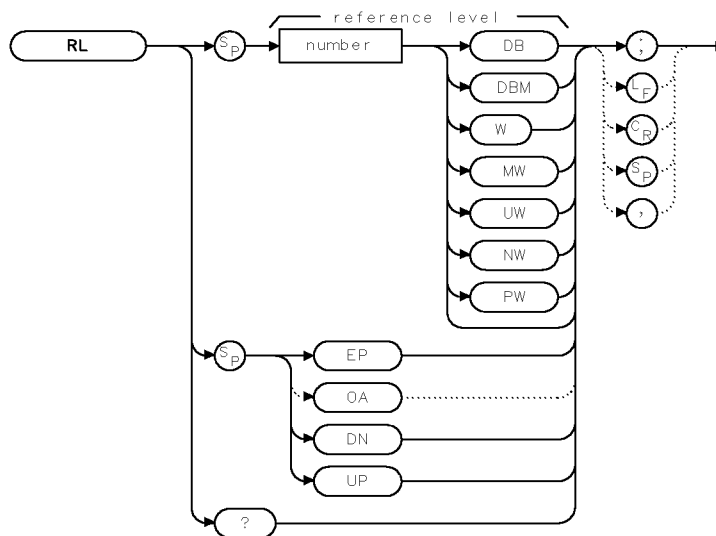 reference level
RL
SP
number
DB
;
DBM
LF
W
CR
MW
SP
UW
,
NW
PW
SP
EP
OA
DN
UP
?